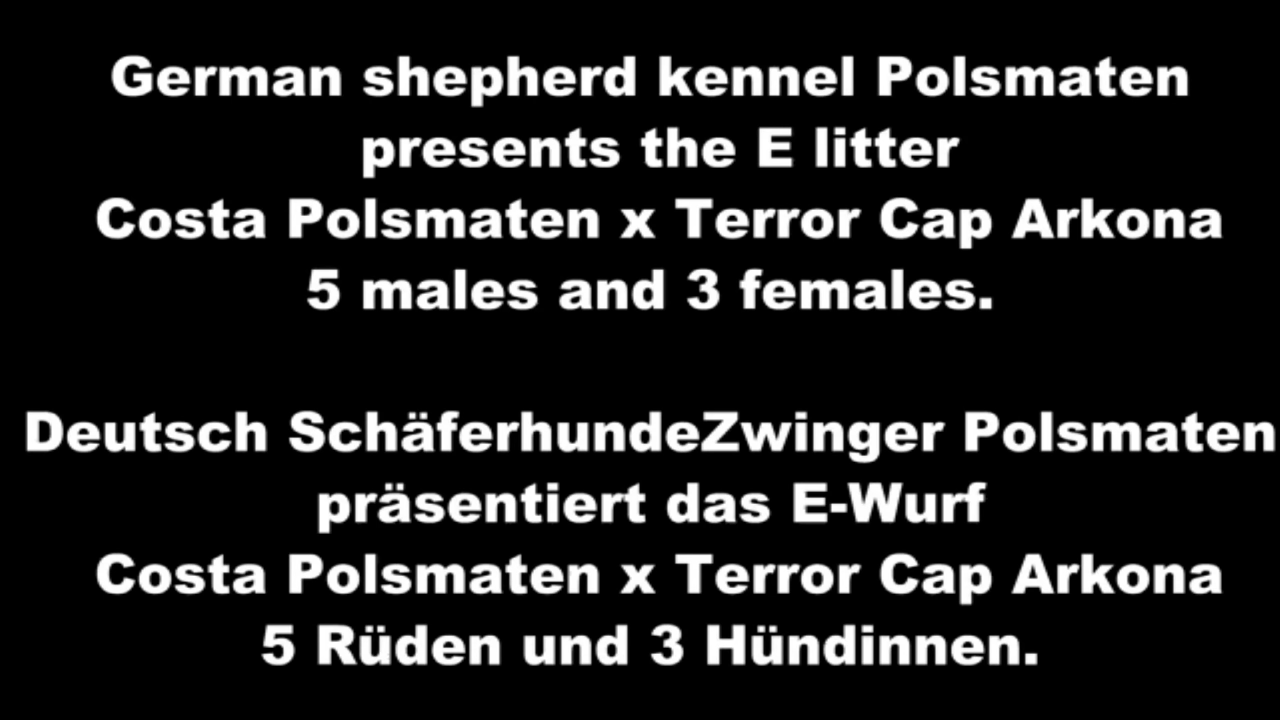 German shepherd kennel Polsmaten
presents the E litter
Costa Polsmaten x Terror Cap Arkona
5 males and 3 females.
Deutsch SchäferhundeZwinger Polsmaten
präsentiert das E-Wurf
Costa Polsmaten x Terror Cap Arkona
5 Rüden und 3 Hündinnen.